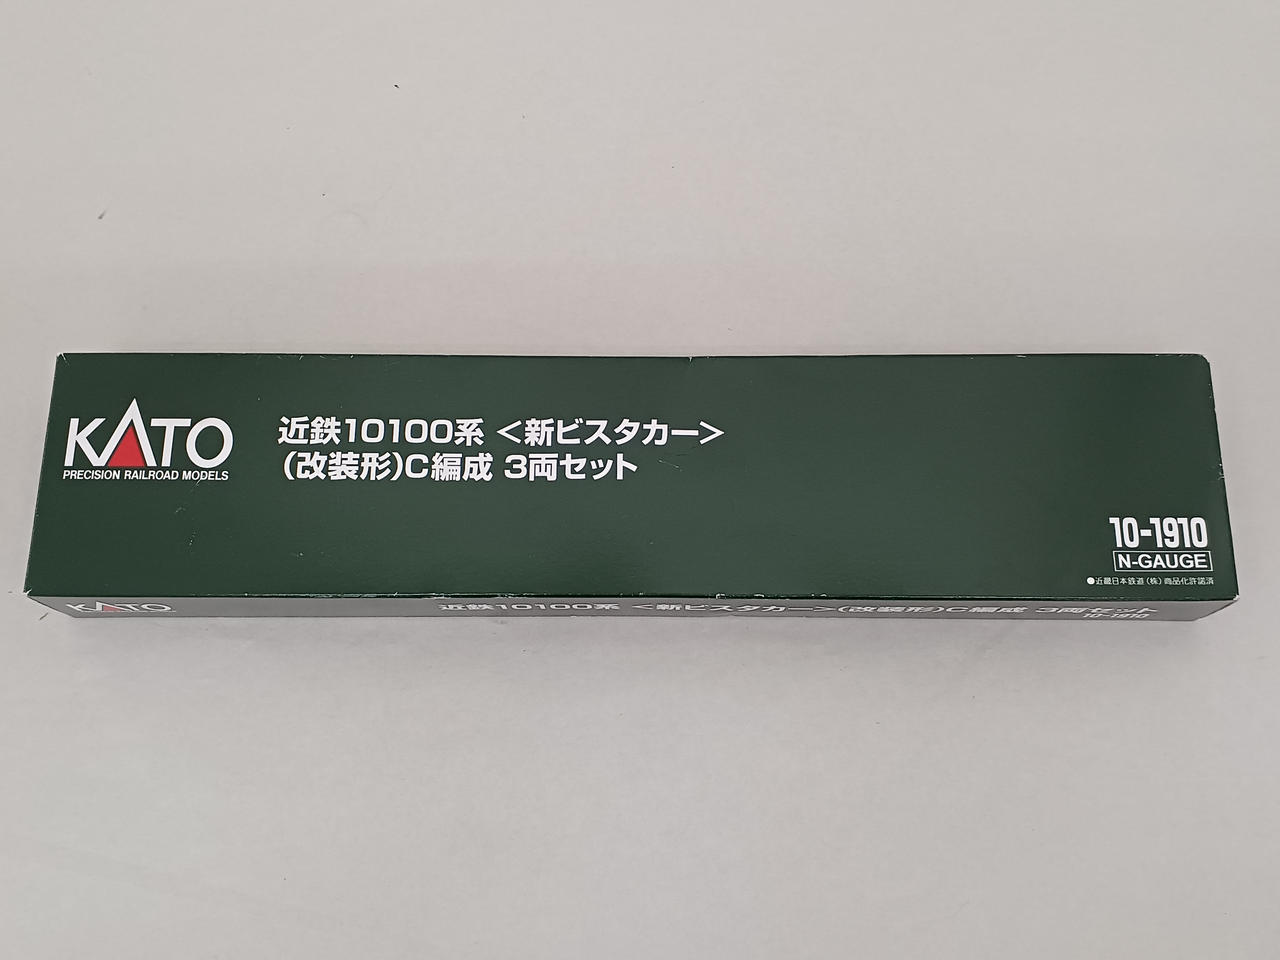 KATO
PRECISION RAILROAD MODELS
近鉄10100系 <新ビスタカー>
(改装形)C編成 3両セット
10-1910
N-GAUGE
●近畿日本鉄道(株)商品化許諾済
KATO
近鉄10100系 <新ビスタカー>(改装形)C編成 3両セット
10-1910